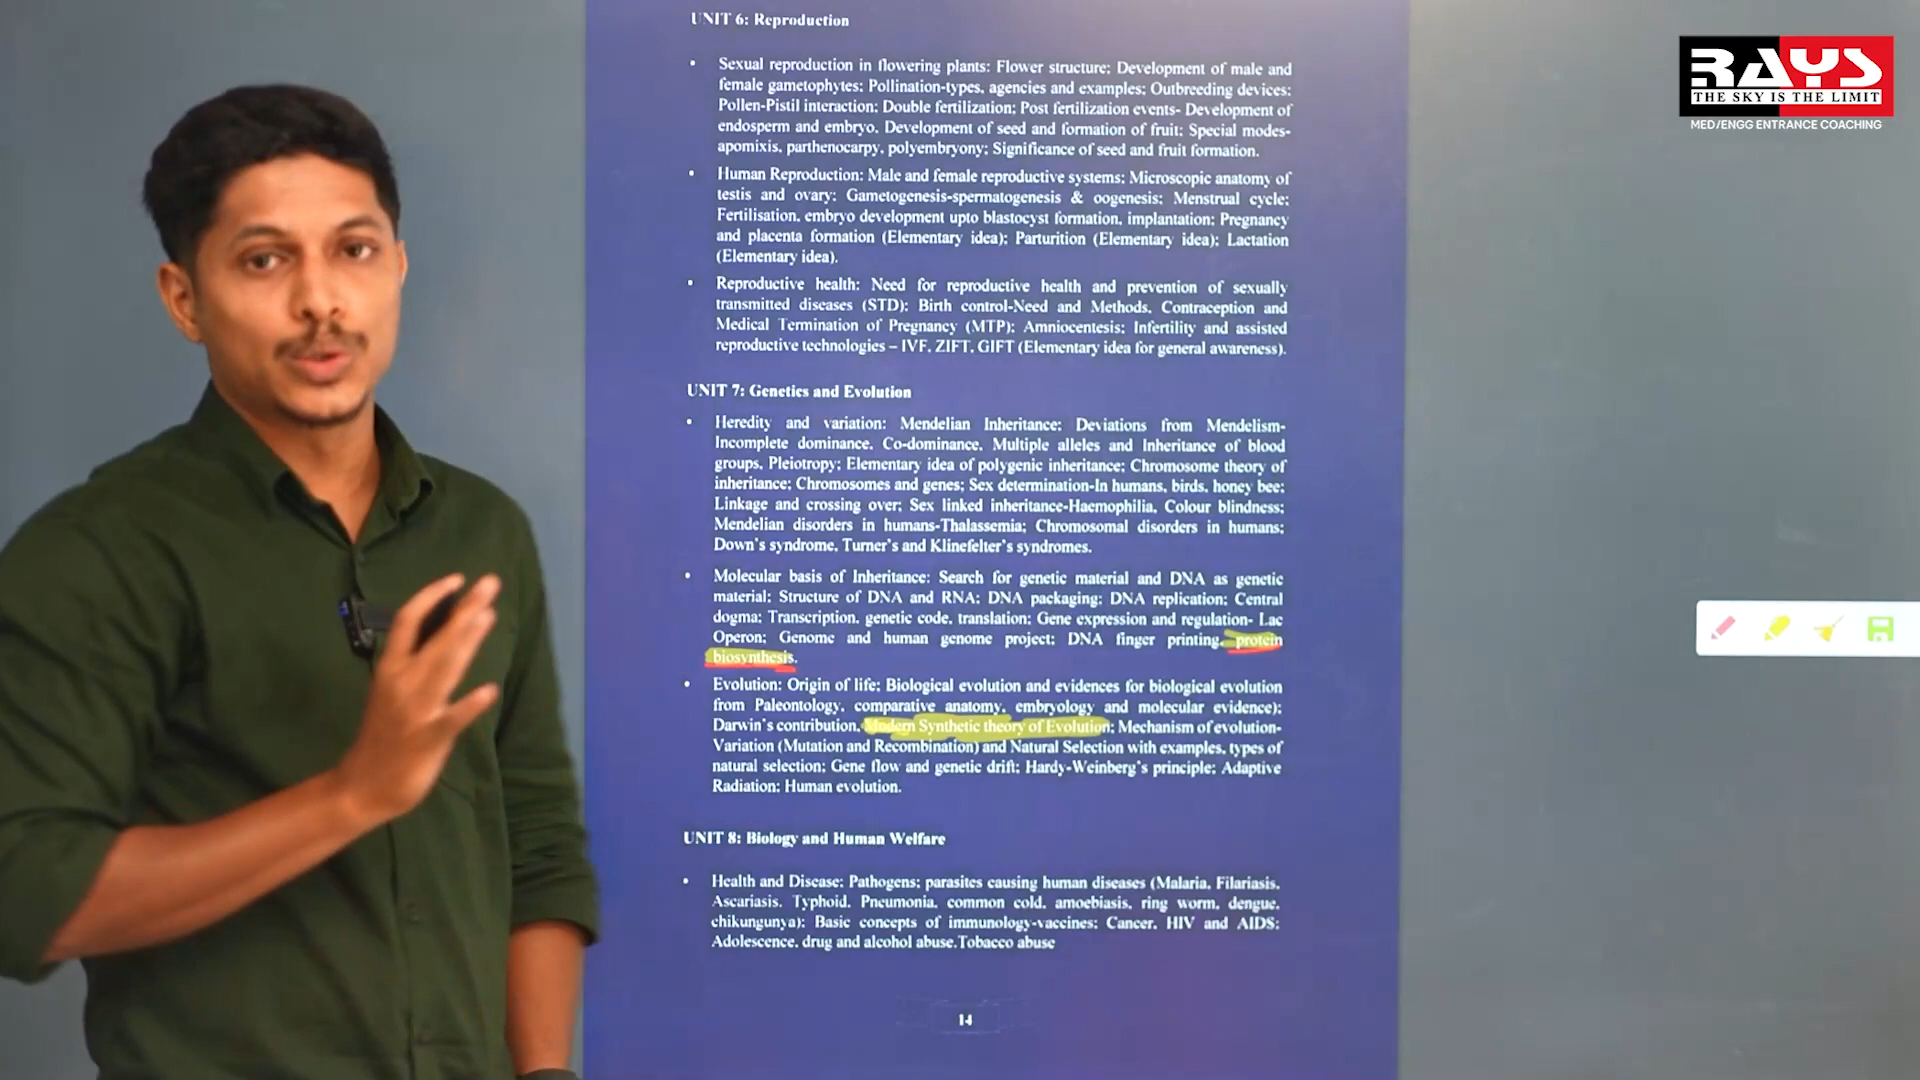 UNIT 6: Reproduction
RAYS
THE SKY IS THE LIMIT
MED/ENGG ENTRANCE COACHING
• Sexual reproduction in flowering plants: Flower structure; Development of male and
female gametophytes; Pollination-types, agencies and examples; Outbreeding devices;
Pollen-Pistil interaction; Double fertilization; Post fertilization events- Development of
endosperm and embryo, Development of seed and formation of fruit; Special modes-
apomixis, parthenocarpy, polyembryony; Significance of seed and fruit formation.
• Human Reproduction: Male and female reproductive systems; Microscopic anatomy of
testis and ovary; Gametogenesis-spermatogenesis & oogenesis; Menstrual cycle;
Fertilisation, embryo development upto blastocyst formation, implantation; Pregnancy
and placenta formation (Elementary idea); Parturition (Elementary idea); Lactation
(Elementary idea).
• Reproductive health: Need for reproductive health and prevention of sexually
transmitted diseases (STD); Birth control-Need and Methods, Contraception and
Medical Termination of Pregnancy (MTP); Amniocentesis; Infertility and assisted
reproductive technologies – IVF, ZIFT, GIFT (Elementary idea for general awareness).
UNIT 7: Genetics and Evolution
• Heredity and variation: Mendelian Inheritance; Deviations from Mendelism-
Incomplete dominance, Co-dominance, Multiple alleles and Inheritance of blood
groups, Pleiotropy; Elementary idea of polygenic inheritance; Chromosome theory of
inheritance; Chromosomes and genes; Sex determination-In humans, birds, honey bee;
Linkage and crossing over; Sex linked inheritance-Haemophilia, Colour blindness;
Mendelian disorders in humans-Thalassemia; Chromosomal disorders in humans;
Down's syndrome, Turner's and Klinefelter's syndromes.
• Molecular basis of Inheritance: Search for genetic material and DNA as genetic
material; Structure of DNA and RNA; DNA packaging; DNA replication; Central
dogma; Transcription, genetic code, translation; Gene expression and regulation- Lac
Operon; Genome and human genome project; DNA finger printing, protein
biosynthesis.
• Evolution: Origin of life; Biological evolution and evidences for biological evolution
from Paleontology, comparative anatomy, embryology and molecular evidence);
Darwin's contribution, Modern Synthetic theory of Evolution; Mechanism of evolution-
Variation (Mutation and Recombination) and Natural Selection with examples, types of
natural selection; Gene flow and genetic drift; Hardy-Weinberg's principle; Adaptive
Radiation; Human evolution.
UNIT 8: Biology and Human Welfare
• Health and Disease; Pathogens; parasites causing human diseases (Malaria, Filariasis,
Ascariasis, Typhoid, Pneumonia, common cold, amoebiasis, ring worm, dengue,
chikungunya); Basic concepts of immunology-vaccines; Cancer, HIV and AIDS;
Adolescence, drug and alcohol abuse.Tobacco abuse
14